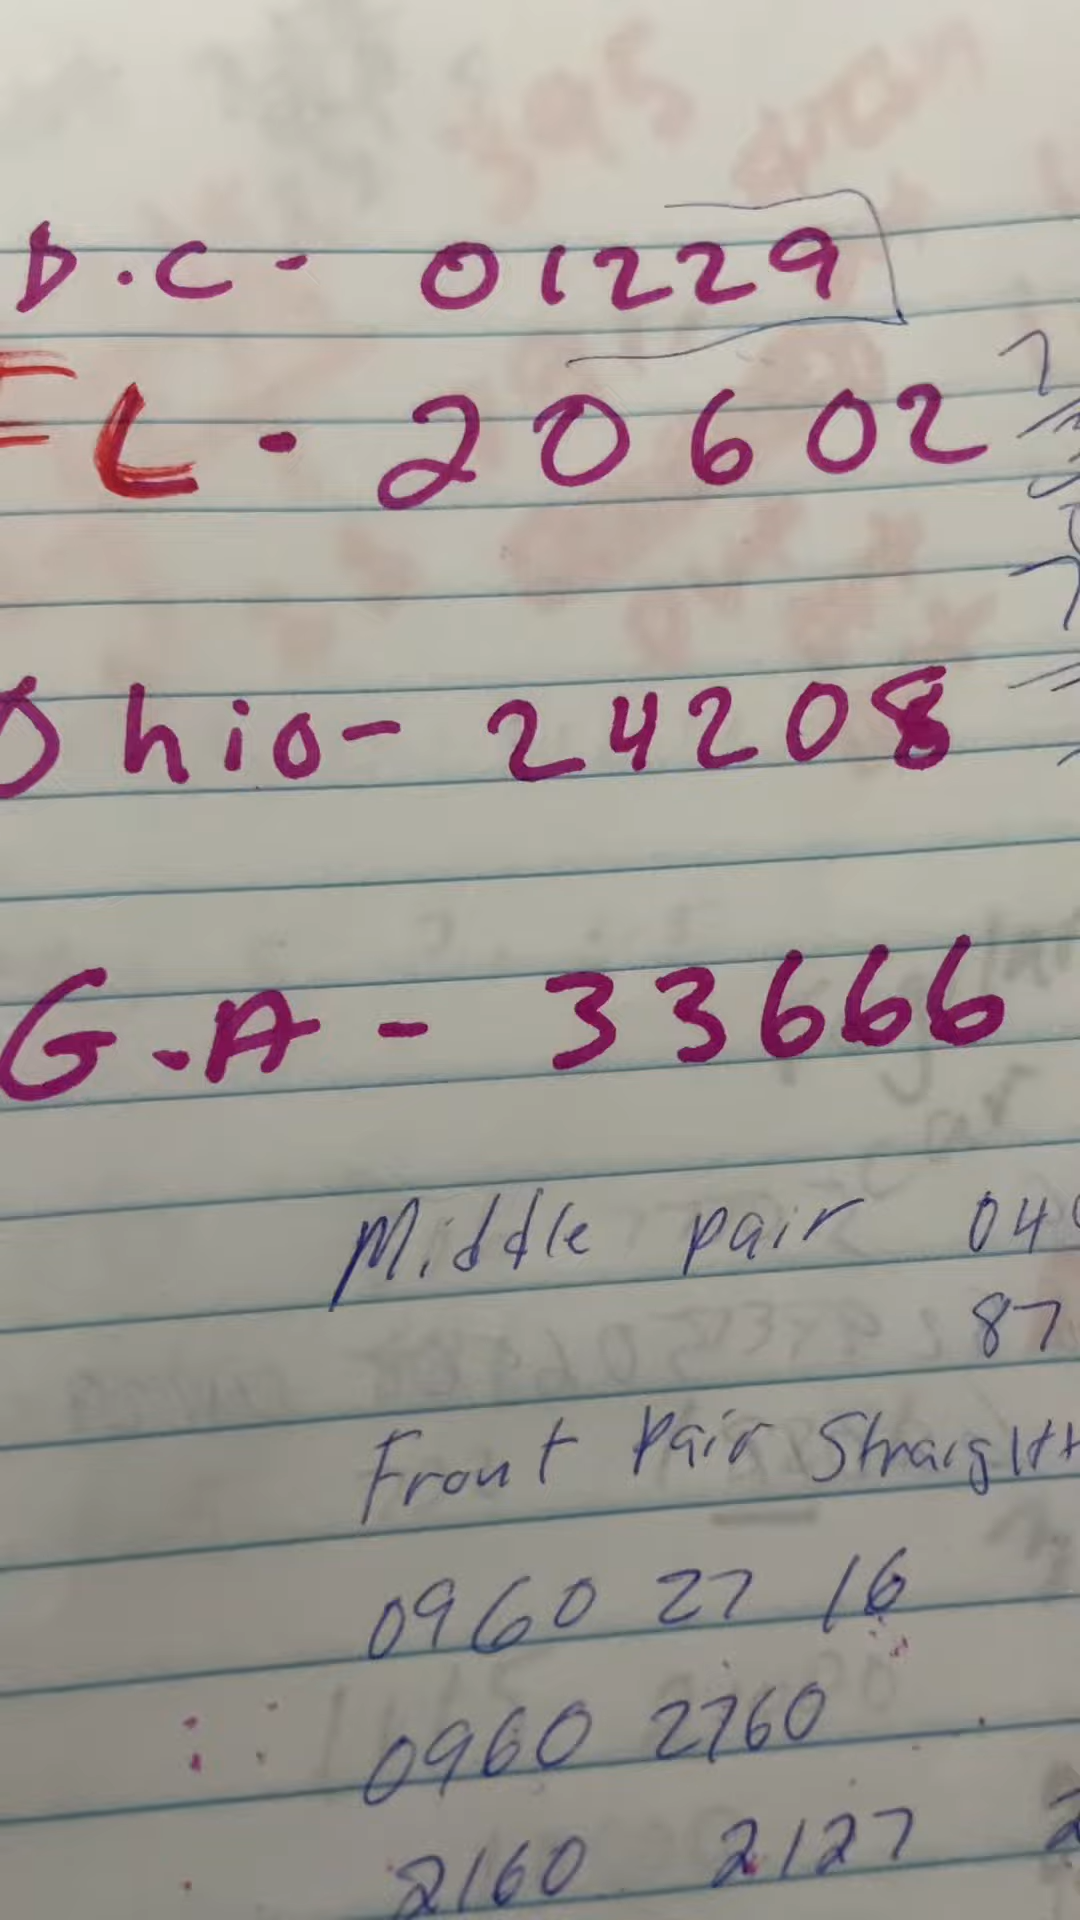 D.C - 01229
FL - 20602
Ohio - 24208
G.A - 33666
Middle pair 04
87
Front Pair Straight
0960 27 16
0960 2760
2160 2127 2